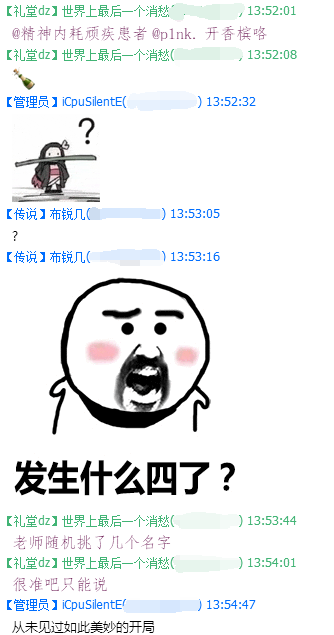 【礼堂dz】世界上最后一个消愁( ) 13:52:01
@精神内耗顽疾患者 @p1nk. 开香槟咯
【礼堂dz】世界上最后一个消愁( ) 13:52:08
【管理员】iCpuSilentE( ) 13:52:32
?
【传说】布锐几( ) 13:53:05
?
【传说】布锐几( ) 13:53:16
发生什么四了？
【礼堂dz】世界上最后一个消愁( ) 13:53:44
老师随机挑了几个名字
【礼堂dz】世界上最后一个消愁( ) 13:54:01
很准吧只能说
【管理员】iCpuSilentE( ) 13:54:47
从未见过如此美妙的开局